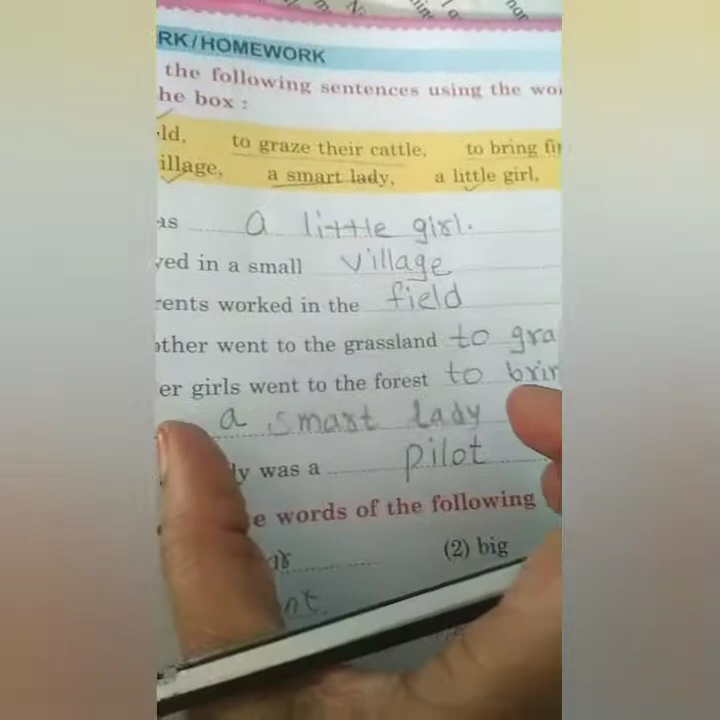 RK/HOMEWORK
the following sentences using the wo
he box :
ld, to graze their cattle, to bring fi
illage, a smart lady, a little girl,
as a little girl.
ved in a small village
rents worked in the field
other went to the grassland to gra
er girls went to the forest to brin
a smart lady
ly was a pilot
e words of the following
(2) big
nt